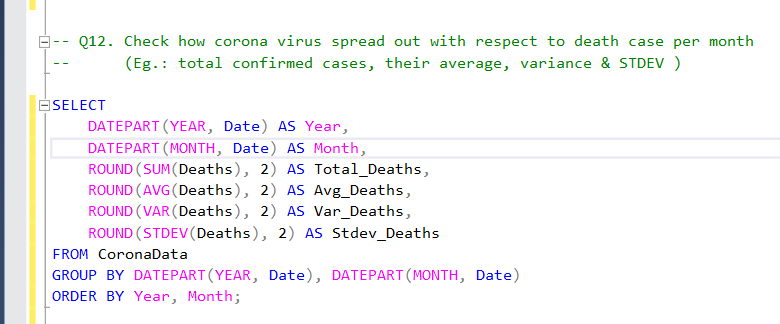 -- Q12. Check how corona virus spread out with respect to death case per month
--      (Eg.: total confirmed cases, their average, variance & STDEV )
SELECT
    DATEPART(YEAR, Date) AS Year,
    DATEPART(MONTH, Date) AS Month,
    ROUND(SUM(Deaths), 2) AS Total_Deaths,
    ROUND(AVG(Deaths), 2) AS Avg_Deaths,
    ROUND(VAR(Deaths), 2) AS Var_Deaths,
    ROUND(STDEV(Deaths), 2) AS Stdev_Deaths
FROM CoronaData
GROUP BY DATEPART(YEAR, Date), DATEPART(MONTH, Date)
ORDER BY Year, Month;